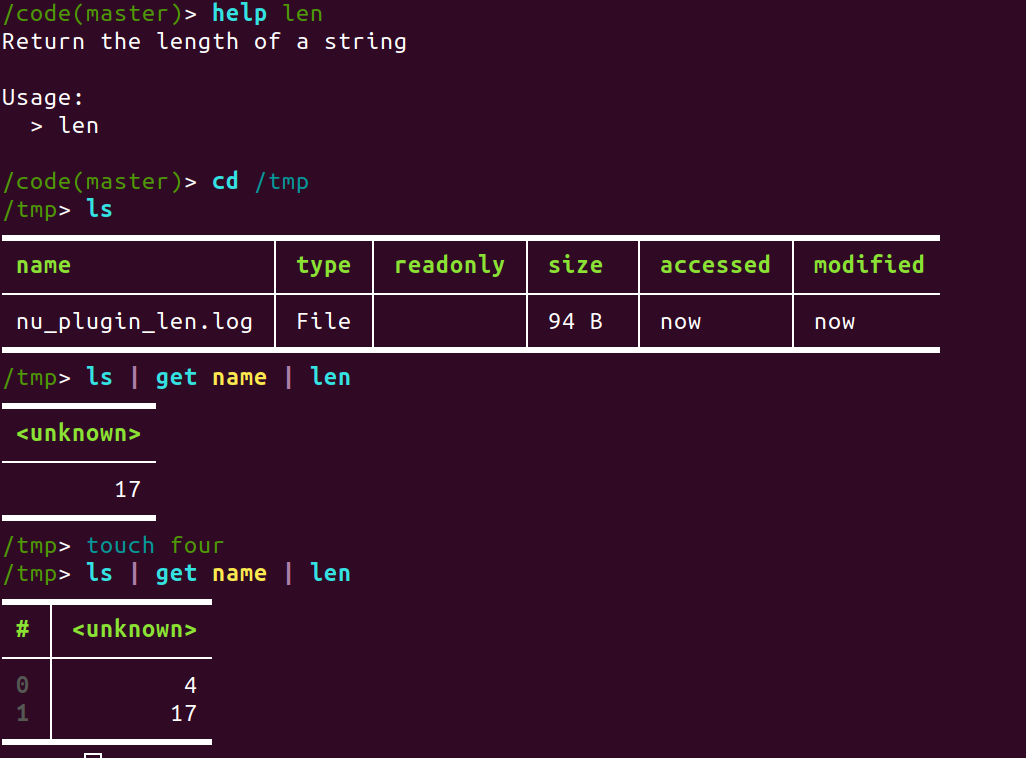 /code(master)> help len
Return the length of a string
Usage:
> len
/code(master)> cd /tmp
/tmp> ls
name type readonly size accessed modified
nu_plugin_len.log File 94 B now now
/tmp> ls | get name | len
<unknown>
17
/tmp> touch four
/tmp> ls | get name | len
# <unknown>
0 4
1 17